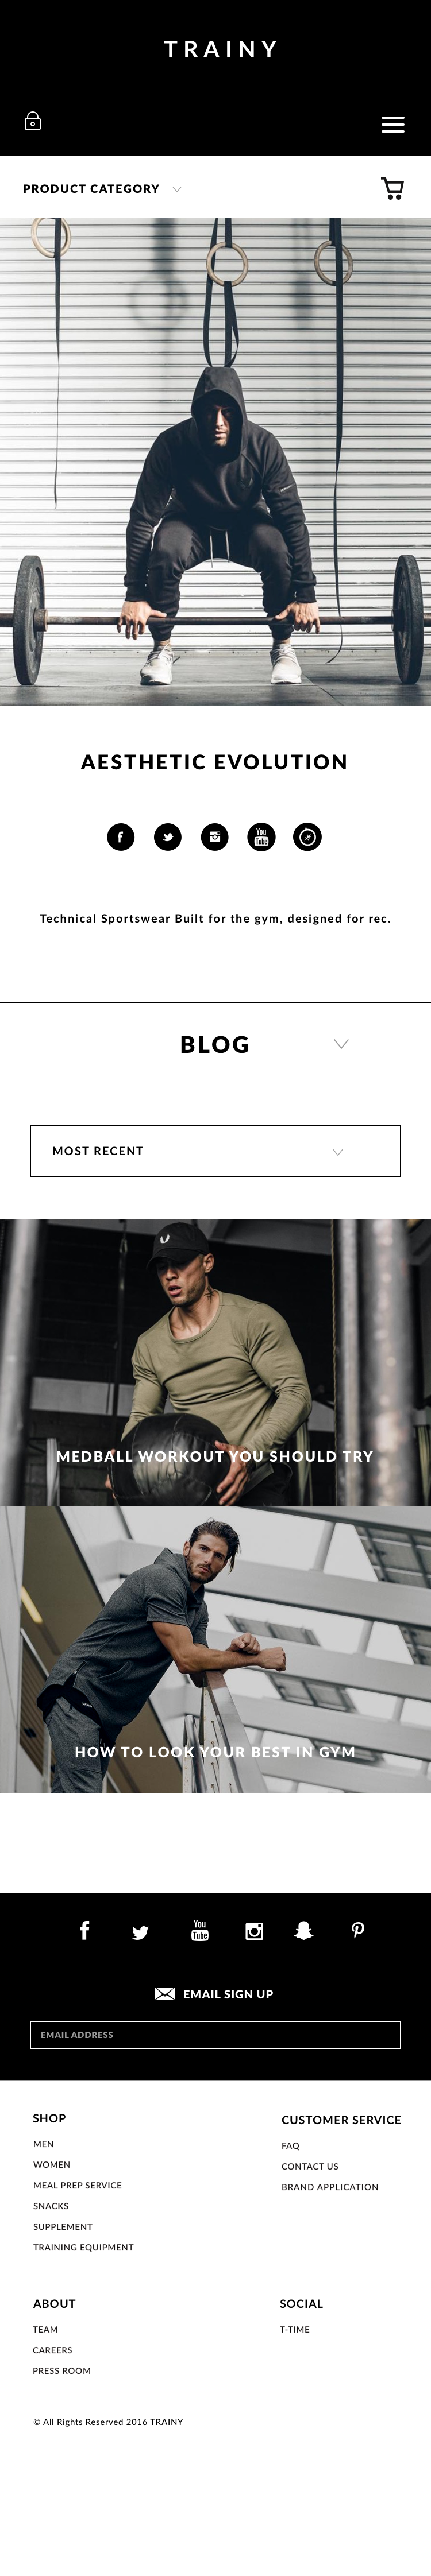 TRAINY
PRODUCT CATEGORY
AESTHETIC EVOLUTION
You
Tube
Technical Sportswear Built for the gym, designed for rec.
BLOG
MOST RECENT
MEDBALL WORKOUT YOU SHOULD TRY
HOW TO LOOK YOUR BEST IN GYM
You
Tube
EMAIL SIGN UP
EMAIL ADDRESS
SHOP
MEN
WOMEN
MEAL PREP SERVICE
SNACKS
SUPPLEMENT
TRAINING EQUIPMENT
CUSTOMER SERVICE
FAQ
CONTACT US
BRAND APPLICATION
ABOUT
TEAM
CAREERS
PRESS ROOM
SOCIAL
T-TIME
© All Rights Reserved 2016 TRAINY